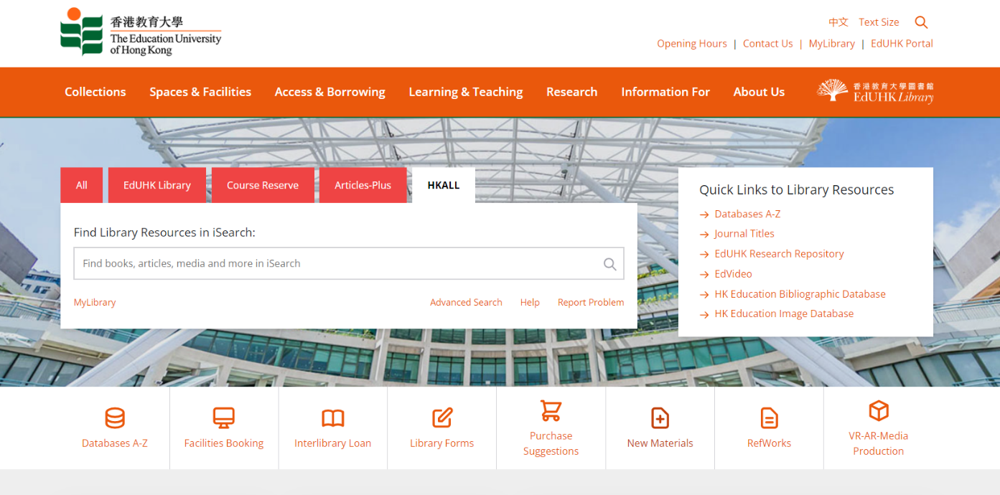 香港教育大學
The Education University
of Hong Kong
中文 Text Size
Opening Hours | Contact Us | MyLibrary | EdUHK Portal
Collections Spaces & Facilities Access & Borrowing Learning & Teaching Research Information For About Us
香港教育大學圖書館
EdUHK Library
All EdUHK Library Course Reserve Articles-Plus HKALL
Find Library Resources in iSearch:
Find books, articles, media and more in iSearch
MyLibrary Advanced Search Help Report Problem
Quick Links to Library Resources
Databases A-Z
Journal Titles
EdUHK Research Repository
EdVideo
HK Education Bibliographic Database
HK Education Image Database
Databases A-Z
Facilities Booking
Interlibrary Loan
Library Forms
Purchase
Suggestions
New Materials
RefWorks
VR-AR-Media
Production